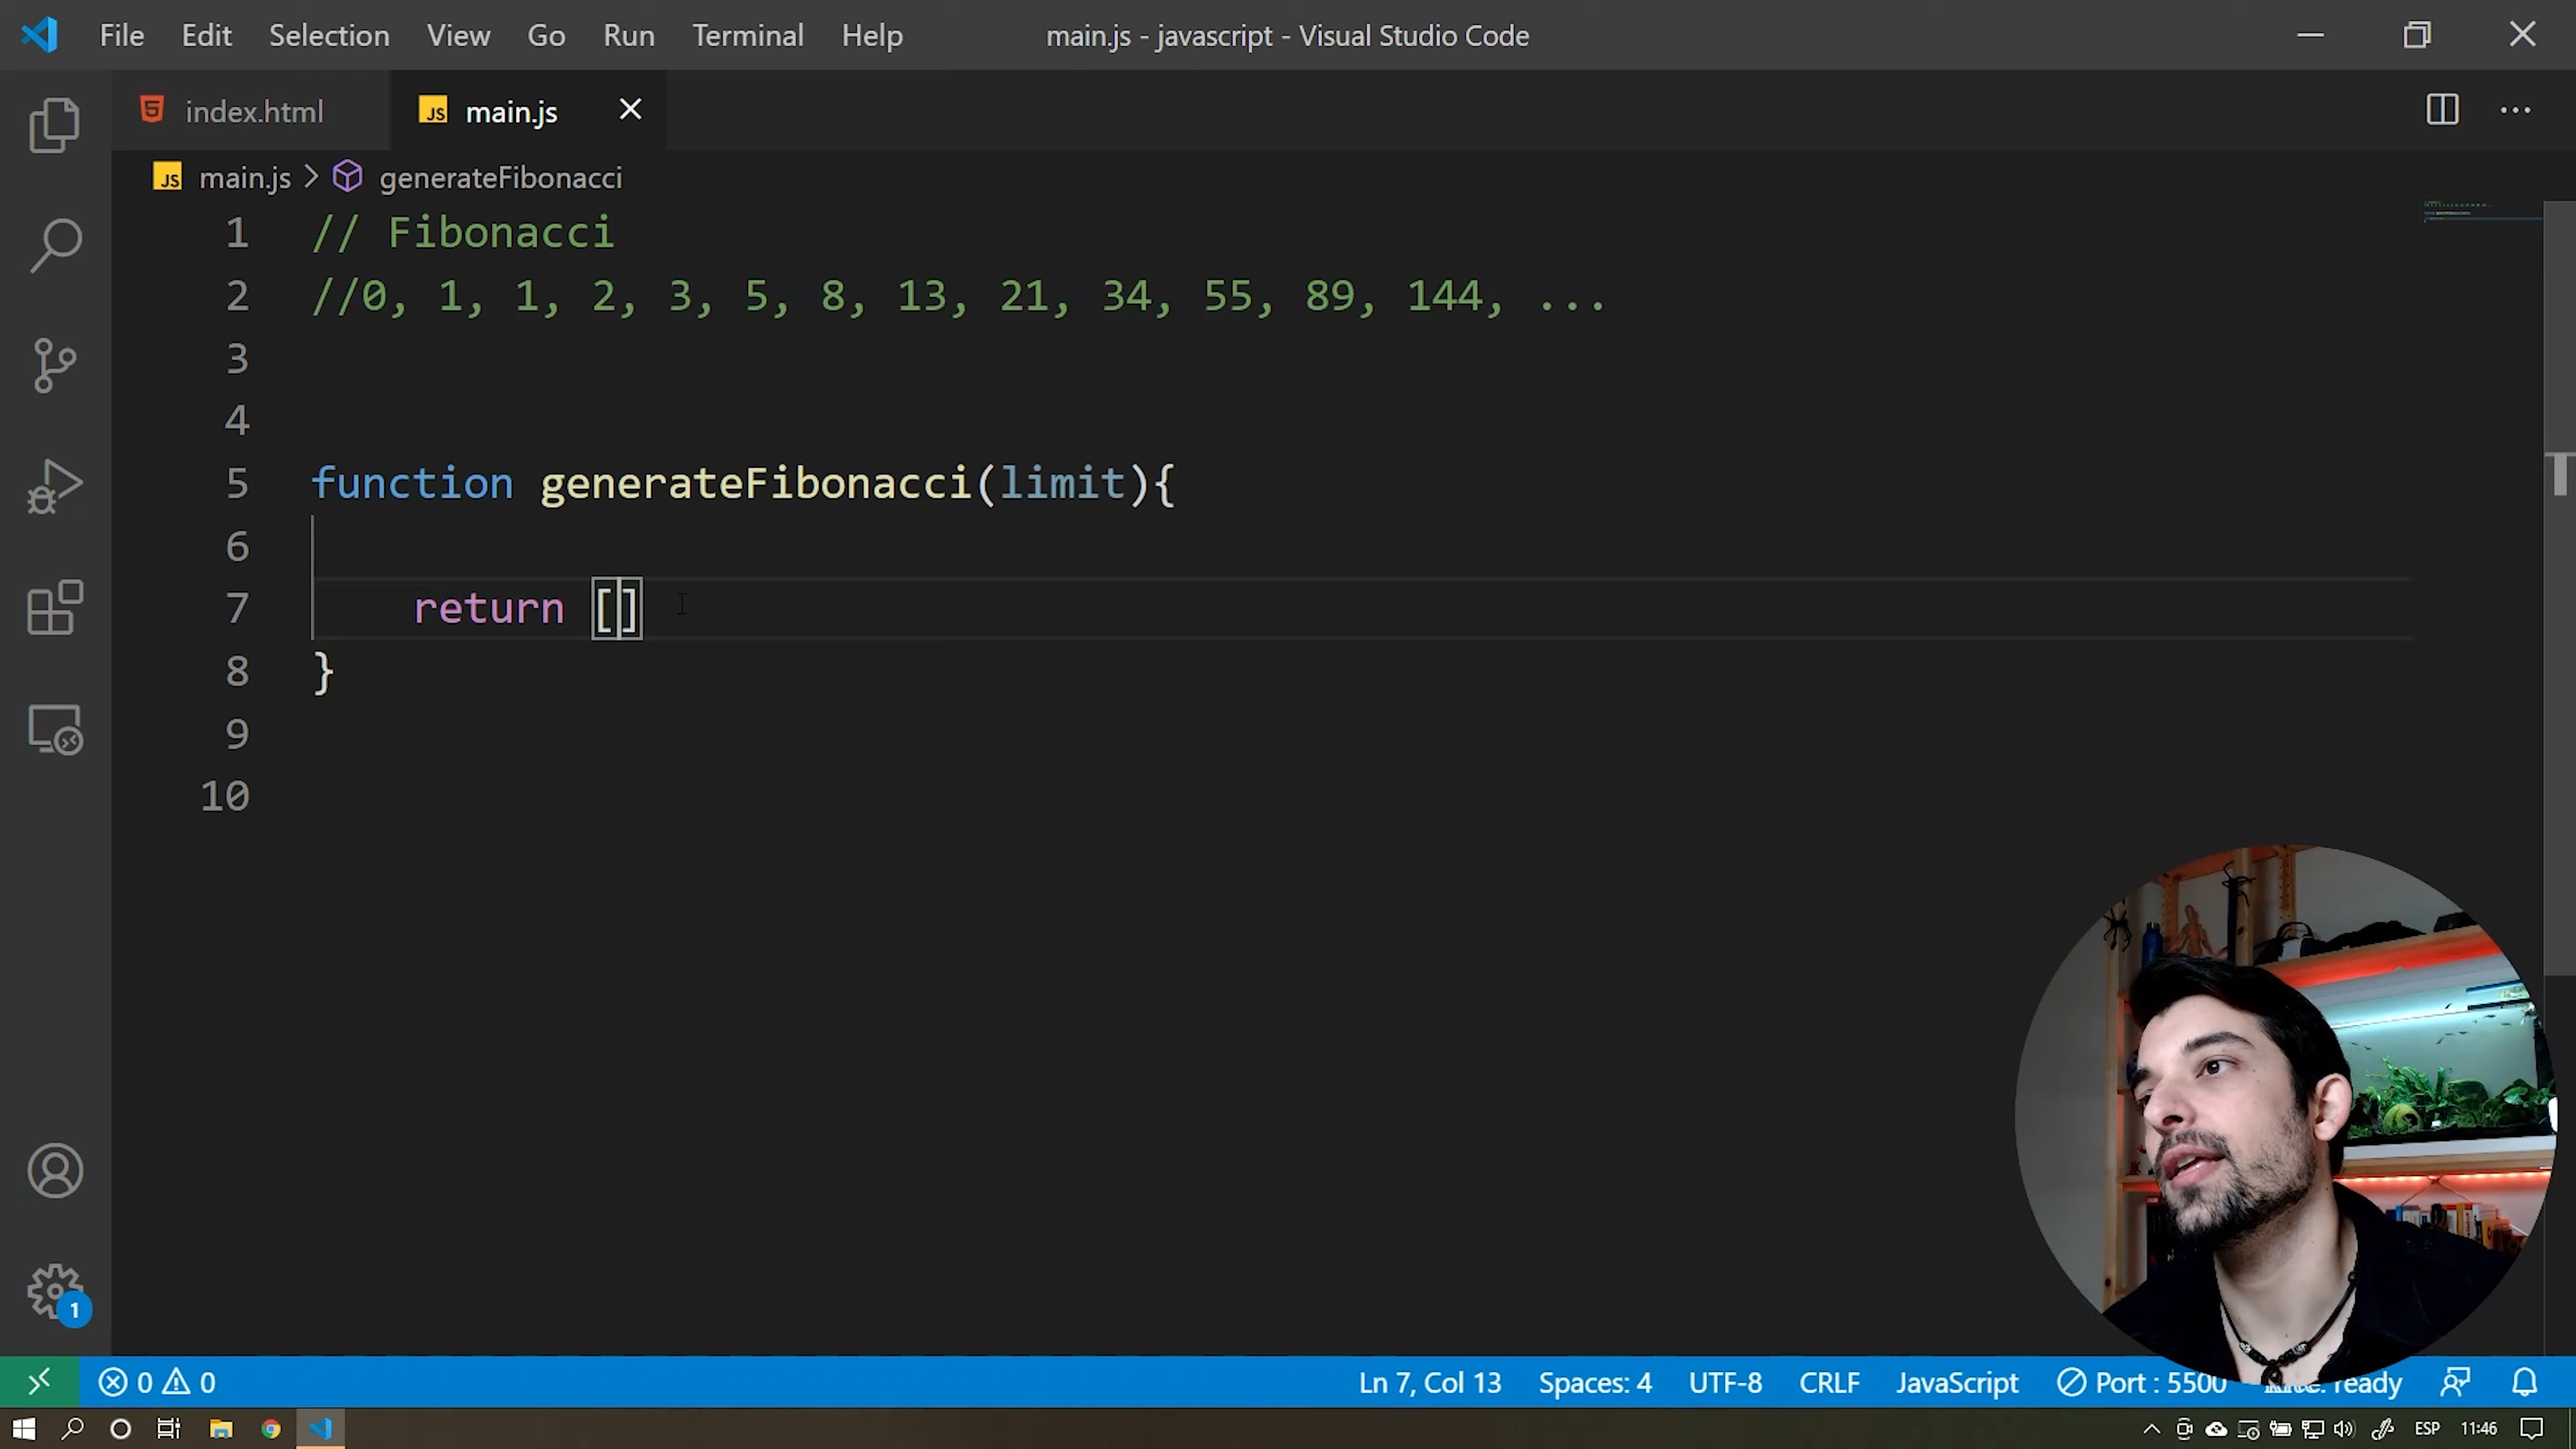 File Edit Selection View Go Run Terminal Help main.js - javascript - Visual Studio Code
index.html JS main.js
JS main.js > generateFibonacci
1 // Fibonacci
2 //0, 1, 1, 2, 3, 5, 8, 13, 21, 34, 55, 89, 144, ...
3
4
5 function generateFibonacci(limit){
6
7 return []
8 }
9
10
1
0 0 Ln 7, Col 13 Spaces: 4 UTF-8 CRLF JavaScript Port : 5500 ready
ESP 11:46